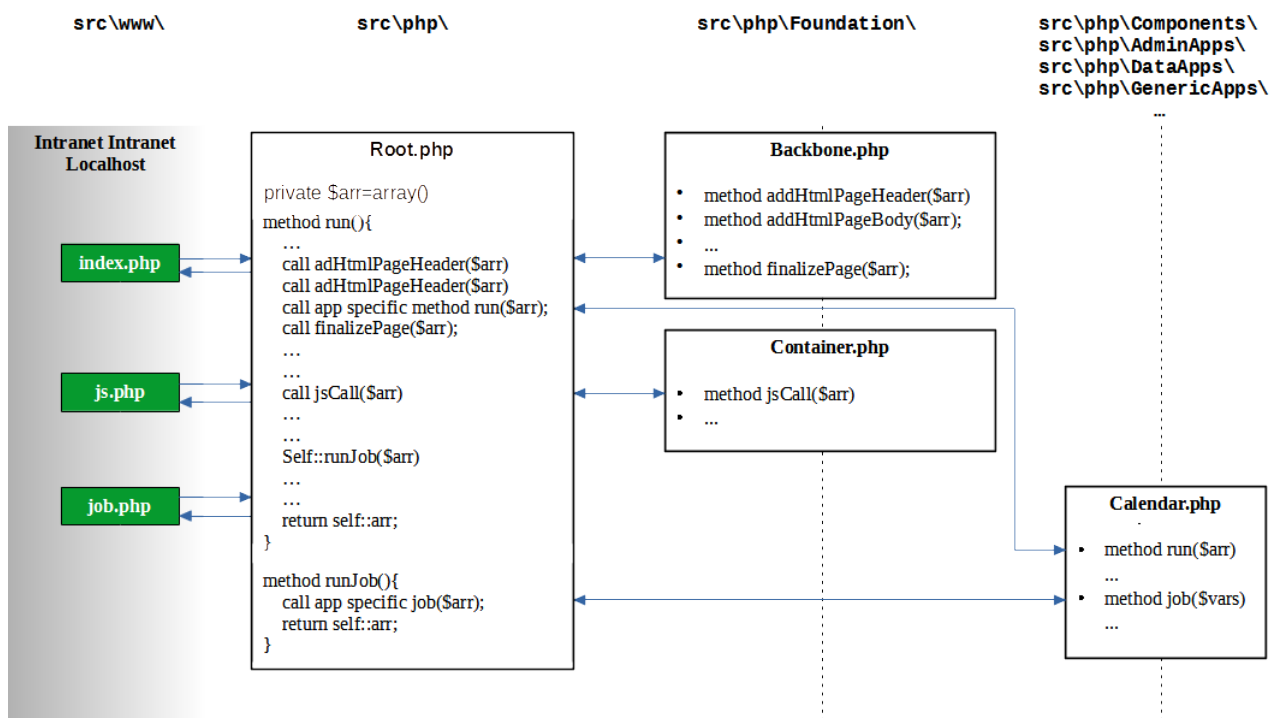 src\www\
src\php\
src\php\Foundation\
src\php\Components\
src\php\AdminApps\
src\php\DataApps\
src\php\GenericApps\
...
Intranet Intranet
Localhost
index.php
js.php
job.php
Root.php
private $arr=array()
method run(){
…
call adHtmlPageHeader($arr)
call adHtmlPageHeader($arr)
call app specific method run($arr);
call finalizePage($arr);
…
…
call jsCall($arr)
…
…
Self::runJob($arr)
…
…
return self::arr;
}
method runJob(){
call app specific job($arr);
return self::arr;
}
Backbone.php
• method addHtmlPageHeader($arr)
• method addHtmlPageBody($arr);
• ...
• method finalizePage($arr);
Container.php
• method jsCall($arr)
• ...
Calendar.php
• method run($arr)
...
• method job($vars)
...